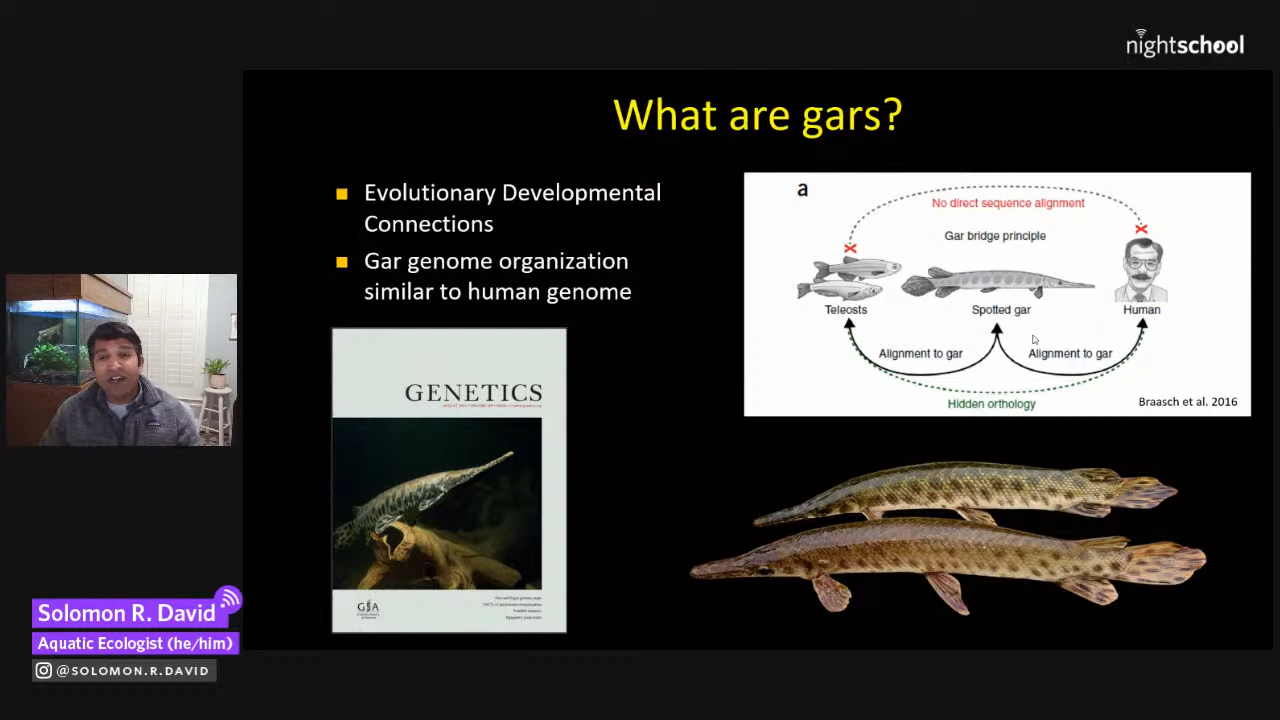 nightschool
What are gars?
■ Evolutionary Developmental
Connections
■ Gar genome organization
similar to human genome
a
No direct sequence alignment
Gar bridge principle
Teleosts
Spotted gar
Human
Alignment to gar
Alignment to gar
Hidden orthology
Braasch et al. 2016
GENETICS
GSA
Solomon R. David
Aquatic Ecologist (he/him)
@SOLOMON.R.DAVID